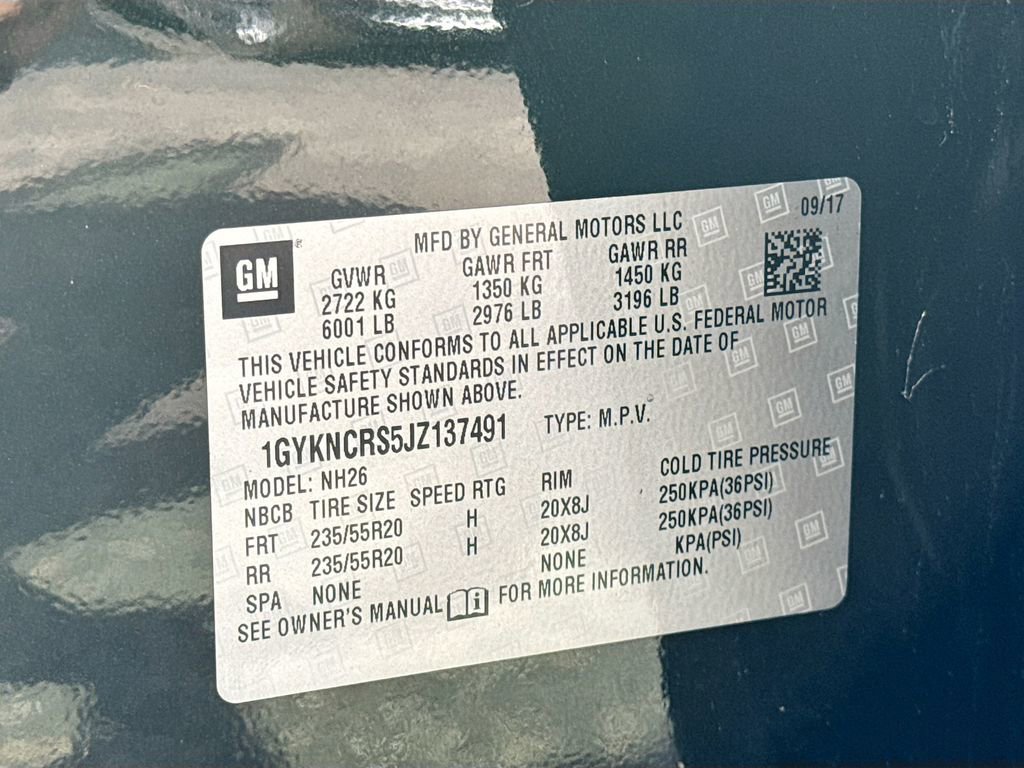 09/17
MFD BY GENERAL MOTORS LLC
GM
GVWR GAWR FRT GAWR RR
2722 KG 1350 KG 1450 KG
6001 LB 2976 LB 3196 LB
THIS VEHICLE CONFORMS TO ALL APPLICABLE U.S. FEDERAL MOTOR
VEHICLE SAFETY STANDARDS IN EFFECT ON THE DATE OF
MANUFACTURE SHOWN ABOVE.
1GYKNCRS5JZ137491 TYPE: M.P.V.
MODEL: NH26
NBCB TIRE SIZE SPEED RTG RIM COLD TIRE PRESSURE
FRT 235/55R20 H 20X8J 250KPA(36PSI)
RR 235/55R20 H 20X8J 250KPA(36PSI)
SPA NONE NONE KPA(PSI)
SEE OWNER'S MANUAL FOR MORE INFORMATION.